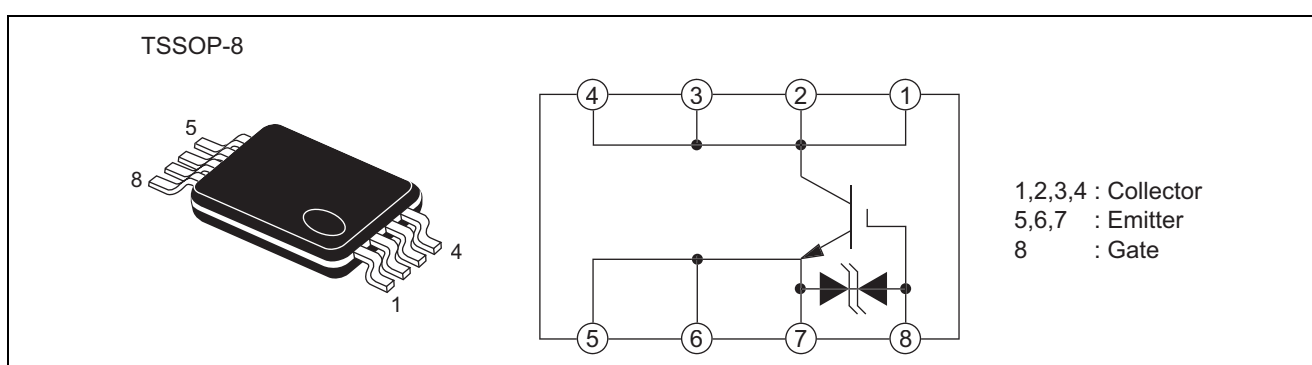 TSSOP-8
5
8
4
1
4 3 2 1
5 6 7 8
1,2,3,4 : Collector
5,6,7 : Emitter
8 : Gate